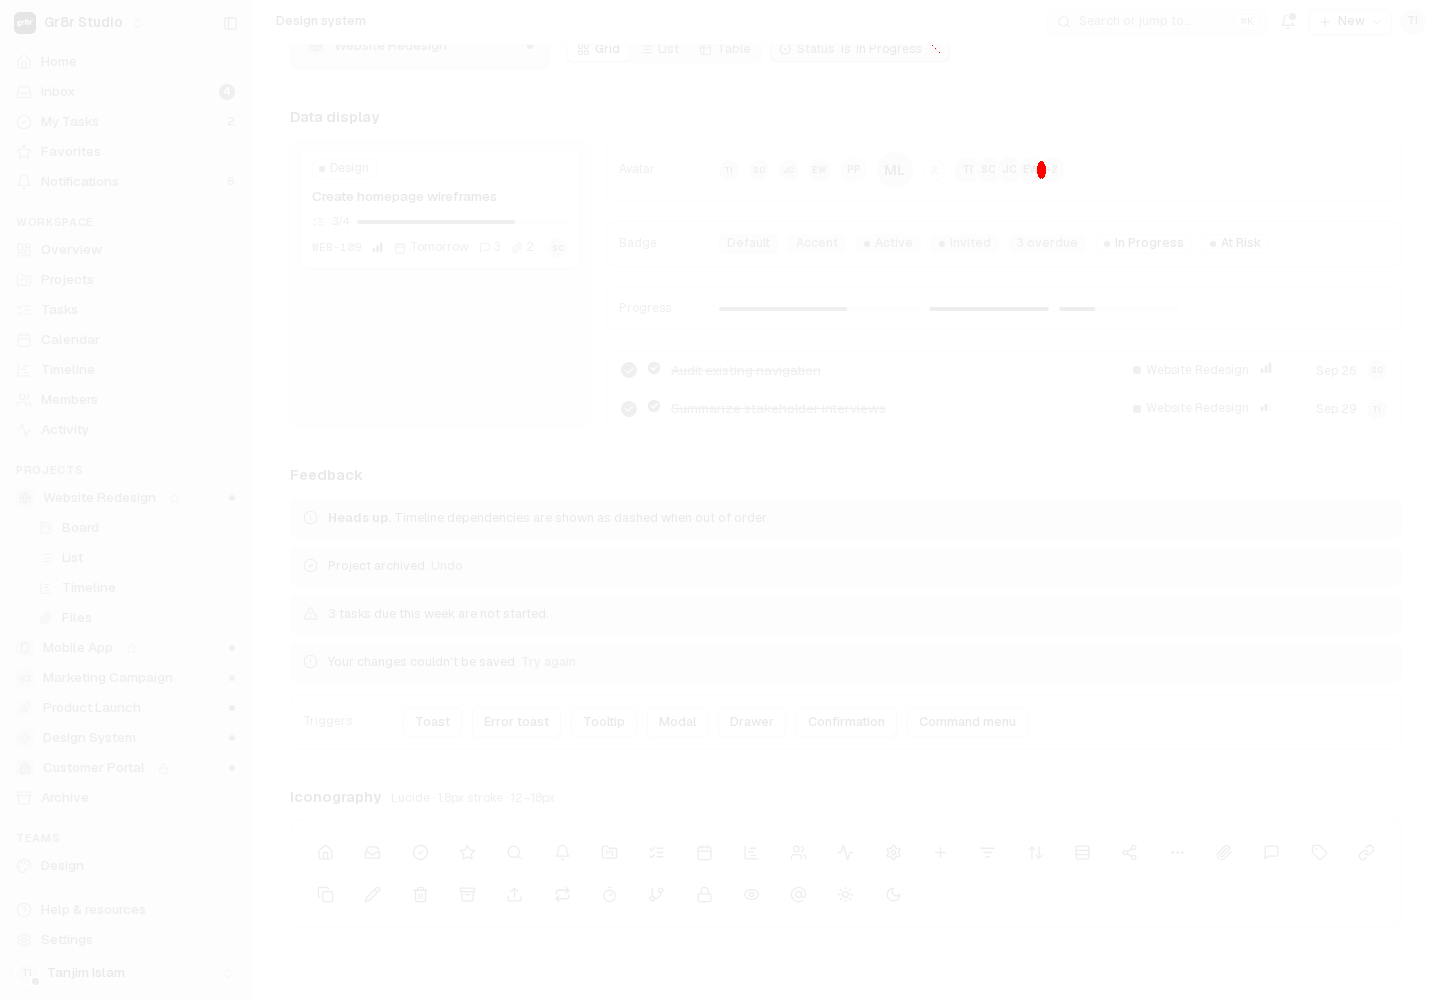 Gr8r Studio
Design system
Search or jump to...
⌘K
New
TI
Home
Inbox 4
My Tasks 2
Favorites
Notifications 6
WORKSPACE
Overview
Projects
Tasks
Calendar
Timeline
Members
Activity
PROJECTS
Website Redesign
Board
List
Timeline
Files
Mobile App
Marketing Campaign
Product Launch
Design System
Customer Portal
Archive
TEAMS
Design
Help & resources
Settings
TI Tanjim Islam
Website Redesign
Grid List Table
Status is In Progress
Data display
Design
Create homepage wireframes
3/4
WEB-109 Tomorrow 3 2 SC
Avatar TI SC JC EW PP ML TI SC JC
Badge Default Accent Active Invited 3 overdue In Progress At Risk
Progress
Audit existing navigation Website Redesign Sep 26 SC
Summarize stakeholder interviews Website Redesign Sep 29 TI
Feedback
Heads up. Timeline dependencies are shown as dashed when out of order.
Project archived. Undo
3 tasks due this week are not started.
Your changes couldn't be saved. Try again
Triggers Toast Error toast Tooltip Modal Drawer Confirmation Command menu
Iconography Lucide · 1.8px stroke · 12–18px